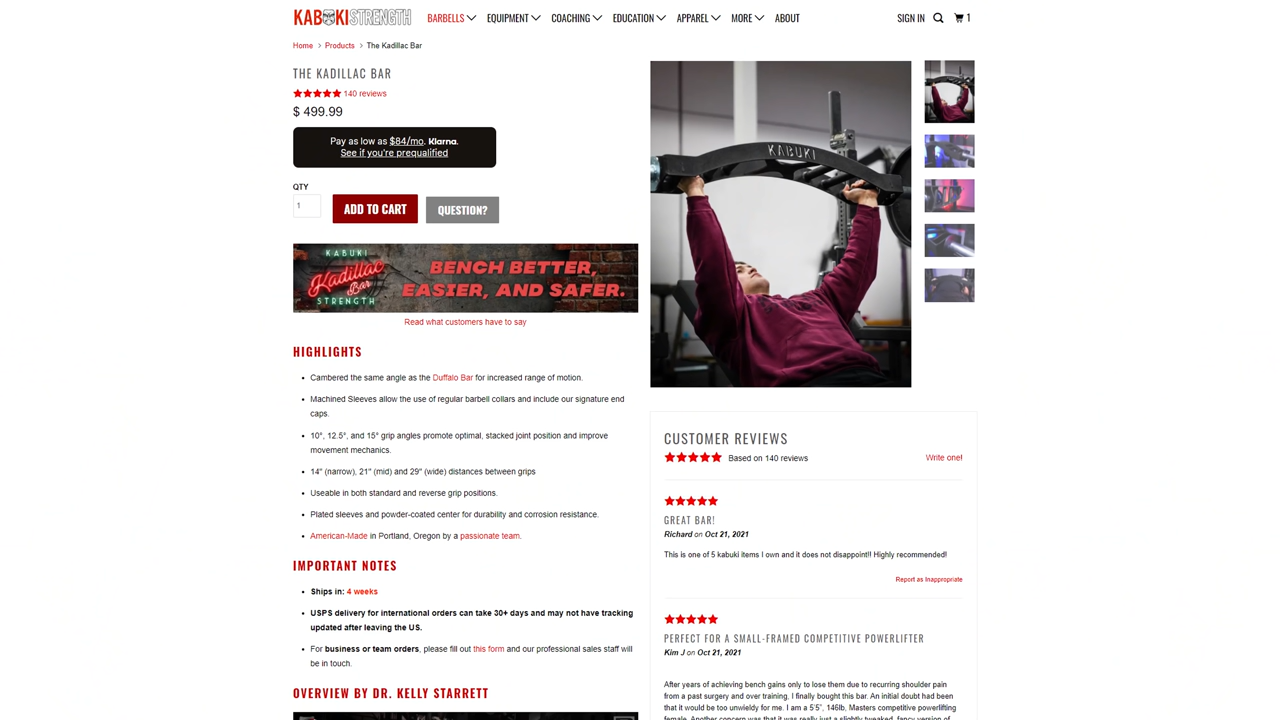 KABUKI STRENGTH
BARBELLS EQUIPMENT COACHING EDUCATION APPAREL MORE ABOUT SIGN IN 1
Home > Products > The Kadillac Bar
THE KADILLAC BAR
140 reviews
$ 499.99
Pay as low as $84/mo. Klarna.
See if you're prequalified
QTY
1 ADD TO CART QUESTION?
KABUKI
Kadillac
Bar
STRENGTH
BENCH BETTER,
EASIER, AND SAFER.
Read what customers have to say
HIGHLIGHTS
• Cambered the same angle as the Duffalo Bar for increased range of motion.
• Machined Sleeves allow the use of regular barbell collars and include our signature end
caps.
• 10°, 12.5°, and 15° grip angles promote optimal, stacked joint position and improve
movement mechanics.
• 14" (narrow), 21" (mid) and 29" (wide) distances between grips
• Useable in both standard and reverse grip positions.
• Plated sleeves and powder-coated center for durability and corrosion resistance.
• American-Made in Portland, Oregon by a passionate team.
IMPORTANT NOTES
• Ships in: 4 weeks
• USPS delivery for international orders can take 30+ days and may not have tracking
updated after leaving the US.
• For business or team orders, please fill out this form and our professional sales staff will
be in touch.
OVERVIEW BY DR. KELLY STARRETT
KABUKI
CUSTOMER REVIEWS
Based on 140 reviews Write one!
GREAT BAR!
Richard on Oct 21, 2021
This is one of 5 kabuki items I own and it does not disappoint!! Highly recommended!
Report as Inappropriate
PERFECT FOR A SMALL-FRAMED COMPETITIVE POWERLIFTER
Kim J on Oct 21, 2021
After years of achieving bench gains only to lose them due to recurring shoulder pain
from a past surgery and over training, I finally bought this bar. An initial doubt had been
that it would be too unwieldy for me. I am a 5'5", 146lb, Masters competitive powerlifting
female. Another concern was that it was really just a slightly tweaked, fancy version of